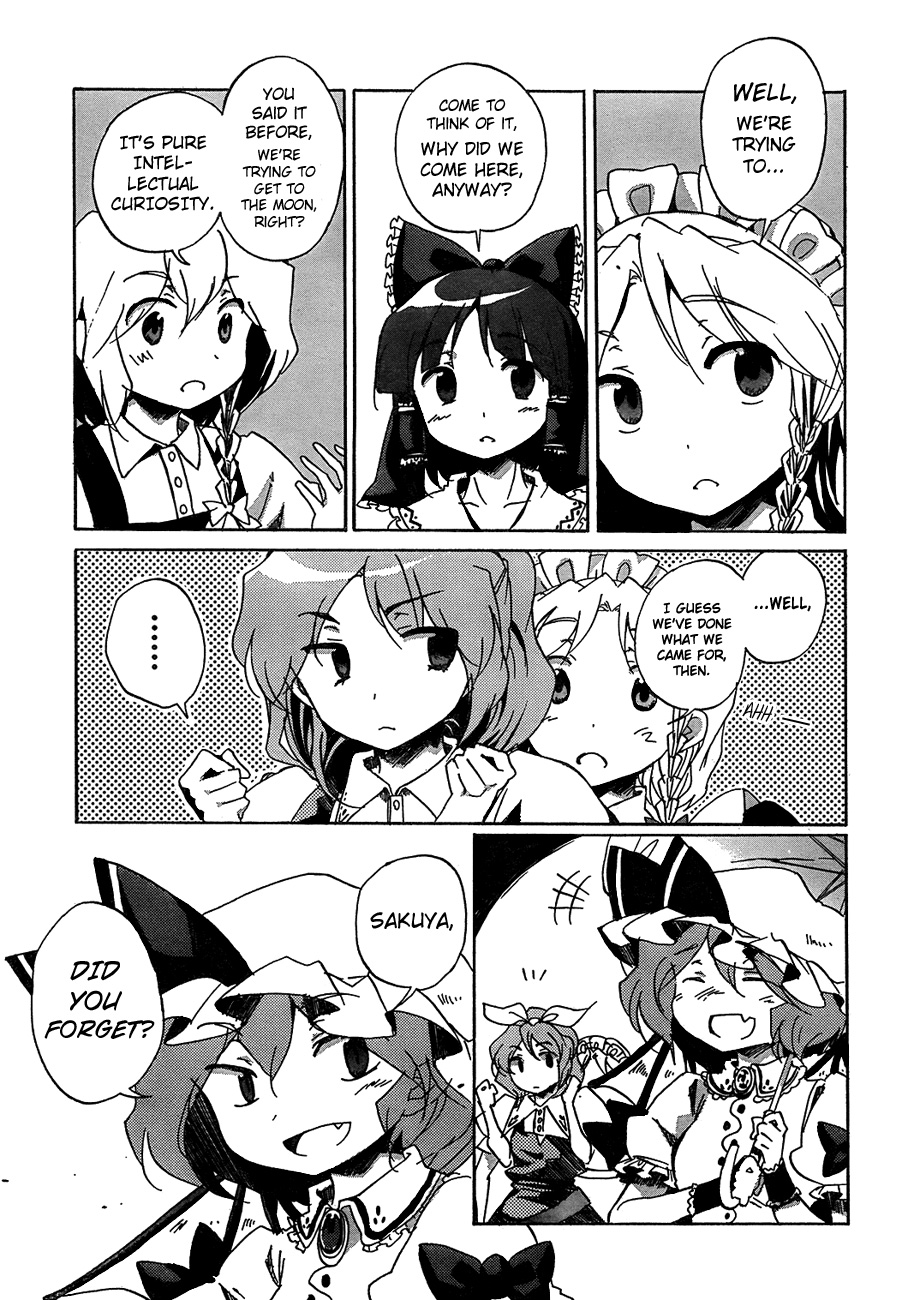 WELL,
WE'RE
TRYING
TO...
COME TO
THINK OF IT,
WHY DID WE
COME HERE,
ANYWAY?
YOU
SAID IT
BEFORE,
WE'RE
TRYING TO
GET TO
THE MOON,
RIGHT?
IT'S PURE
INTEL-
LECTUAL
CURIOSITY.
...WELL,
I GUESS
WE'VE DONE
WHAT WE
CAME FOR,
THEN.
AHH...
....
SAKUYA,
DID
YOU
FORGET?